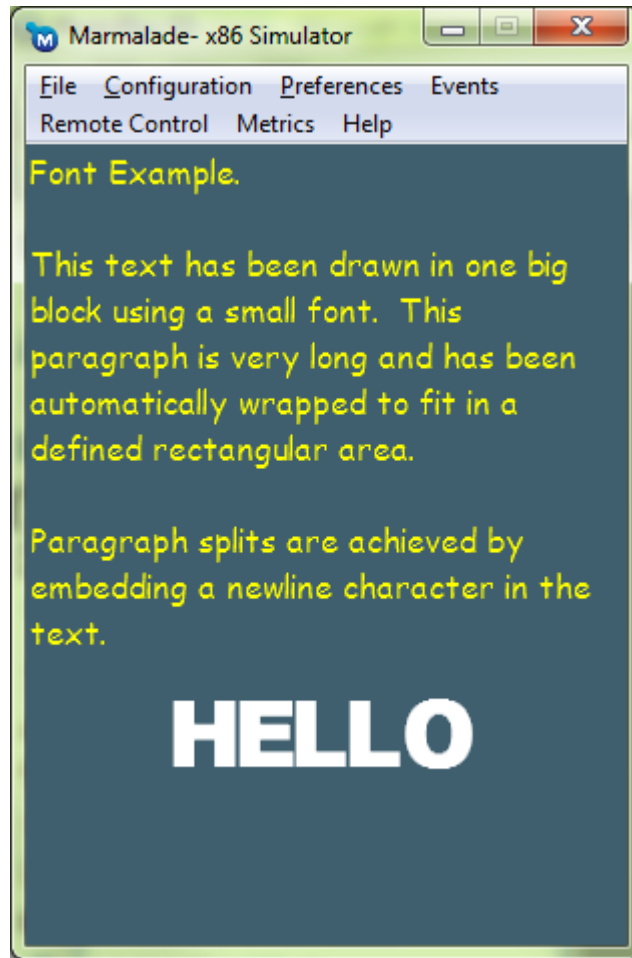 Marmalade- x86 Simulator
File Configuration Preferences Events
Remote Control Metrics Help
Font Example.
This text has been drawn in one big
block using a small font.  This
paragraph is very long and has been
automatically wrapped to fit in a
defined rectangular area.
Paragraph splits are achieved by
embedding a newline character in the
text.
HELLO